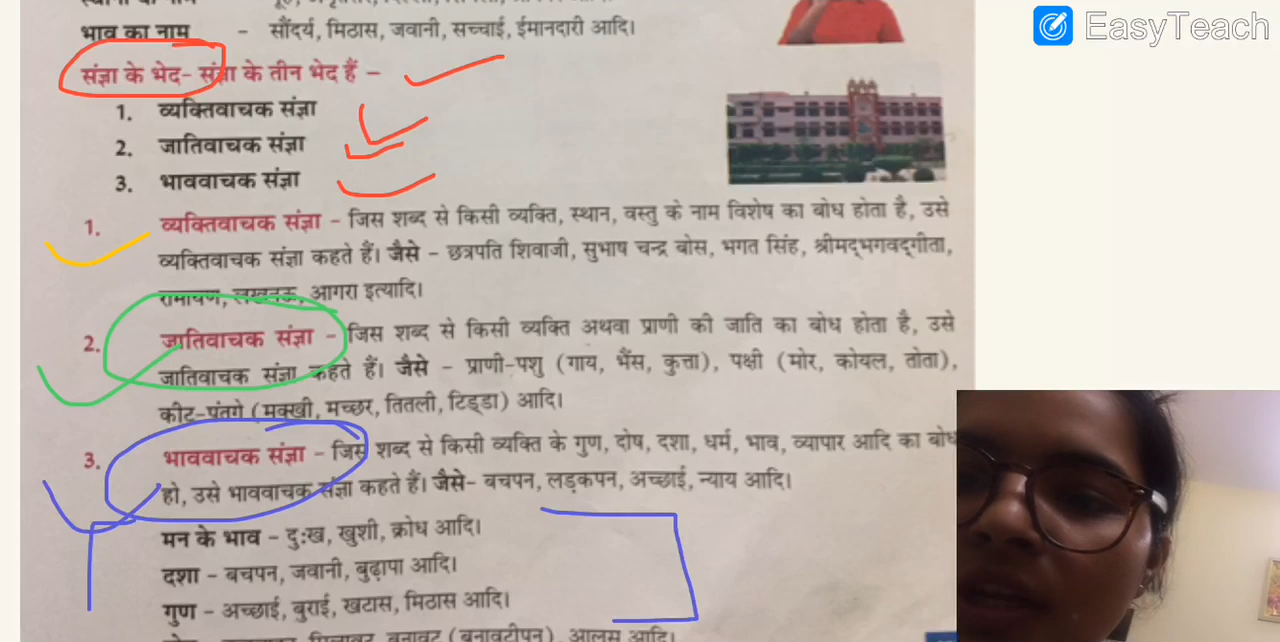 EasyTeach
भाव का नाम - सौंदर्य, मिठास, जवानी, सच्चाई, ईमानदारी आदि।
संज्ञा के भेद- संज्ञा के तीन भेद हैं –
1. व्यक्तिवाचक संज्ञा
2. जातिवाचक संज्ञा
3. भाववाचक संज्ञा
1. व्यक्तिवाचक संज्ञा - जिस शब्द से किसी व्यक्ति, स्थान, वस्तु के नाम विशेष का बोध होता है, उसे
व्यक्तिवाचक संज्ञा कहते हैं। जैसे - छत्रपति शिवाजी, सुभाष चन्द्र बोस, भगत सिंह, श्रीमद्भगवद्गीता,
रामायण, लखनऊ, आगरा इत्यादि।
2. जातिवाचक संज्ञा - जिस शब्द से किसी व्यक्ति अथवा प्राणी की जाति का बोध होता है, उसे
जातिवाचक संज्ञा कहते हैं। जैसे - प्राणी-पशु (गाय, भैंस, कुत्ता), पक्षी (मोर, कोयल, तोता),
कीट-पंतगे (मक्खी, मच्छर, तितली, टिड्डा) आदि।
3. भाववाचक संज्ञा - जिस शब्द से किसी व्यक्ति के गुण, दोष, दशा, धर्म, भाव, व्यापार आदि का बोध
हो, उसे भाववाचक संज्ञा कहते हैं। जैसे- बचपन, लड़कपन, अच्छाई, न्याय आदि।
मन के भाव - दुःख, खुशी, क्रोध आदि।
दशा - बचपन, जवानी, बुढ़ापा आदि।
गुण - अच्छाई, बुराई, खटास, मिठास आदि।